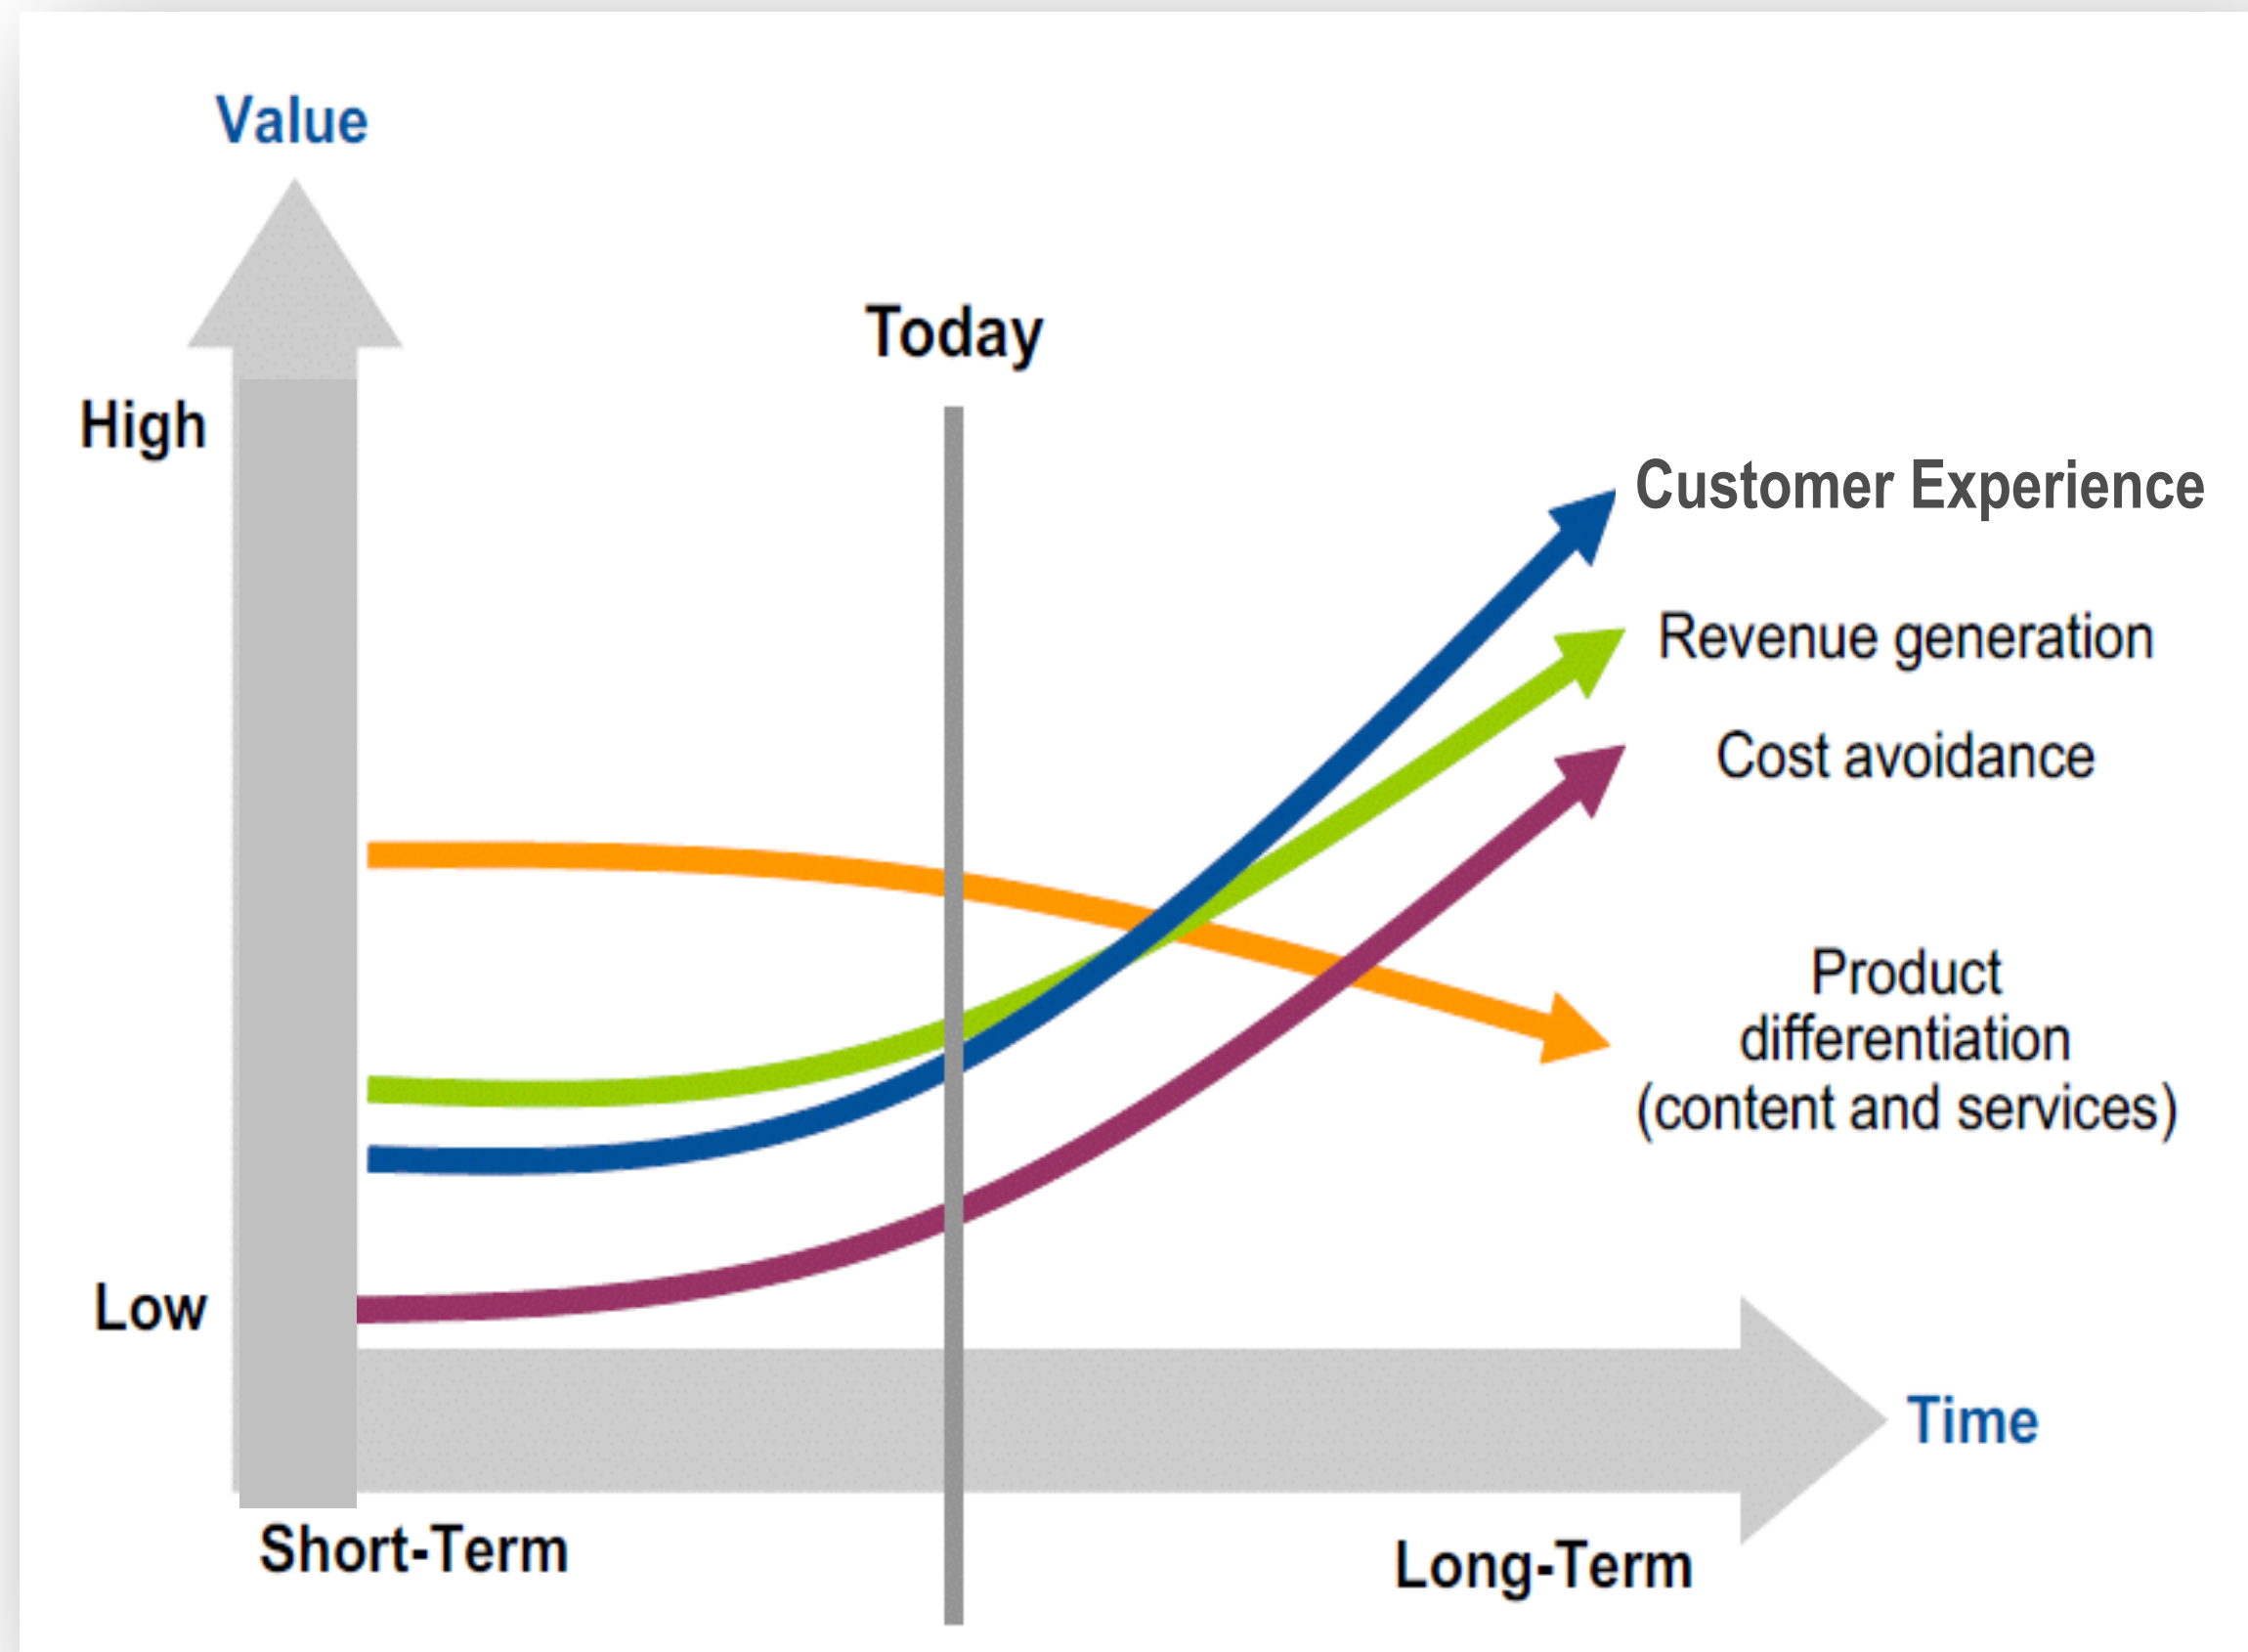 Value
High
Today
Customer Experience
Revenue generation
Cost avoidance
Product
differentiation
(content and services)
Low
Time
Short-Term
Long-Term